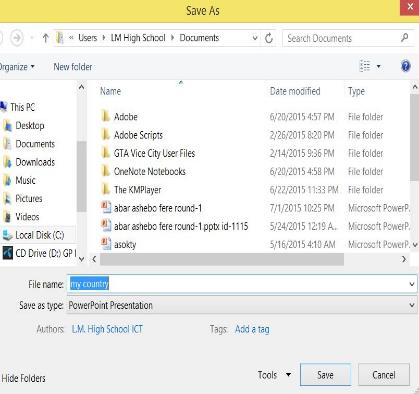 Save As
« Users ▸ LM High School ▸ Documents
Search Documents
Organize
New folder
Name
Date modified
Type
This PC
Desktop
Documents
Downloads
Music
Pictures
Videos
Local Disk (C:)
CD Drive (D:) GP I
Adobe 6/20/2015 4:57 PM File folder
Adobe Scripts 2/26/2015 8:20 PM File folder
GTA Vice City User Files 2/14/2015 9:36 PM File folder
OneNote Notebooks 6/20/2015 4:58 PM File folder
The KMPlayer 6/22/2015 11:33 PM File folder
abar ashebo fere round-1 7/1/2015 10:25 PM Microsoft PowerP.
abar ashebo fere round-1.pptx id-1115 5/24/2015 12:19 A... Microsoft PowerP.
asokty 5/16/2015 4:10 AM Microsoft PowerP.
File name: my country
Save as type: PowerPoint Presentation
Authors: L.M. High School ICT
Tags: Add a tag
Hide Folders
Tools
Save
Cancel